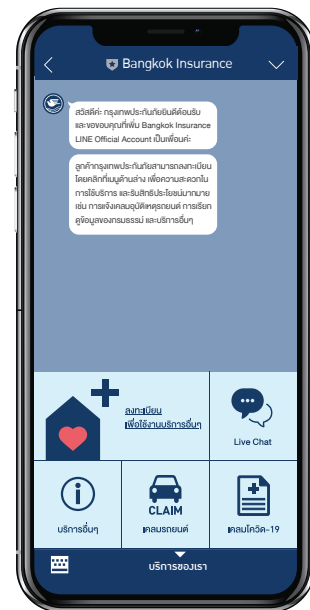 Bangkok Insurance
สวัสดีค่ะ กรุงเทพประกันภัยยินดีต้อนรับ
และขอขอบคุณที่เพิ่ม Bangkok Insurance
LINE Official Account เป็นเพื่อนค่ะ
ลูกค้ากรุงเทพประกันภัยสามารถลงทะเบียน
โดยคลิกที่เมนูด้านล่าง เพื่อความสะดวกใน
การใช้บริการ และรับสิทธิประโยชน์มากมาย
เช่น การแจ้งเคลมอุบัติเหตุรถยนต์ การเรียก
ดูข้อมูลของกรมธรรม์ และบริการอื่นๆ
ลงทะเบียน
เพื่อใช้งานบริการอื่นๆ
Live Chat
CLAIM
บริการอื่นๆ
เคลมรถยนต์
เคลมโควิด-19
บริการของเรา